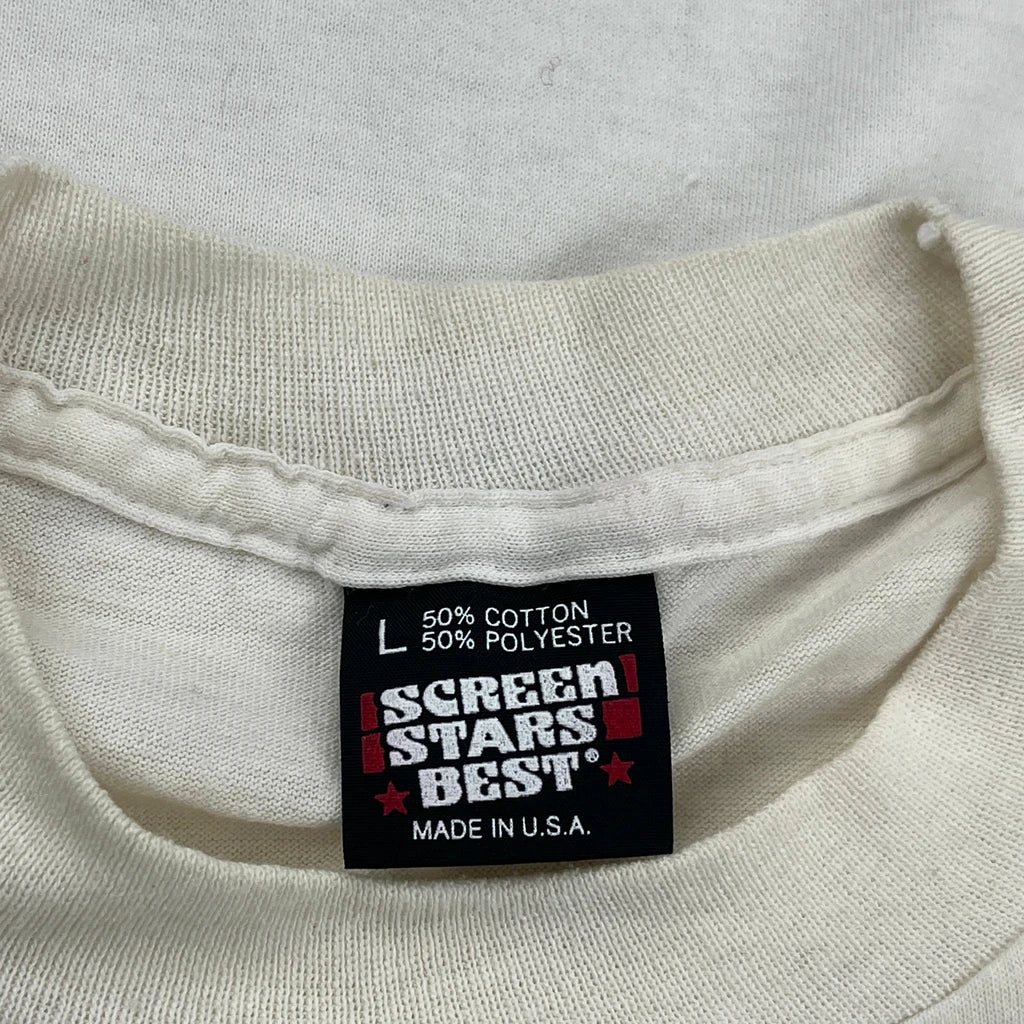 L 50% COTTON
50% POLYESTER
SCREEN
STARS
BEST®
MADE IN U.S.A.